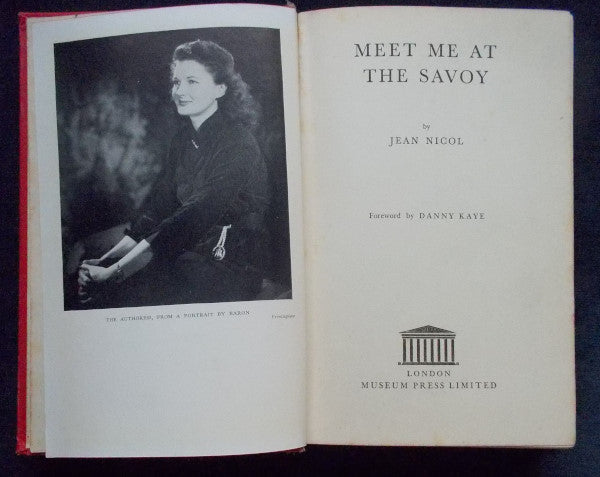 THE AUTHORESS, FROM A PORTRAIT BY BARON
Frontispiece
MEET ME AT
THE SAVOY
by
JEAN NICOL
Foreword by DANNY KAYE
LONDON
MUSEUM PRESS LIMITED